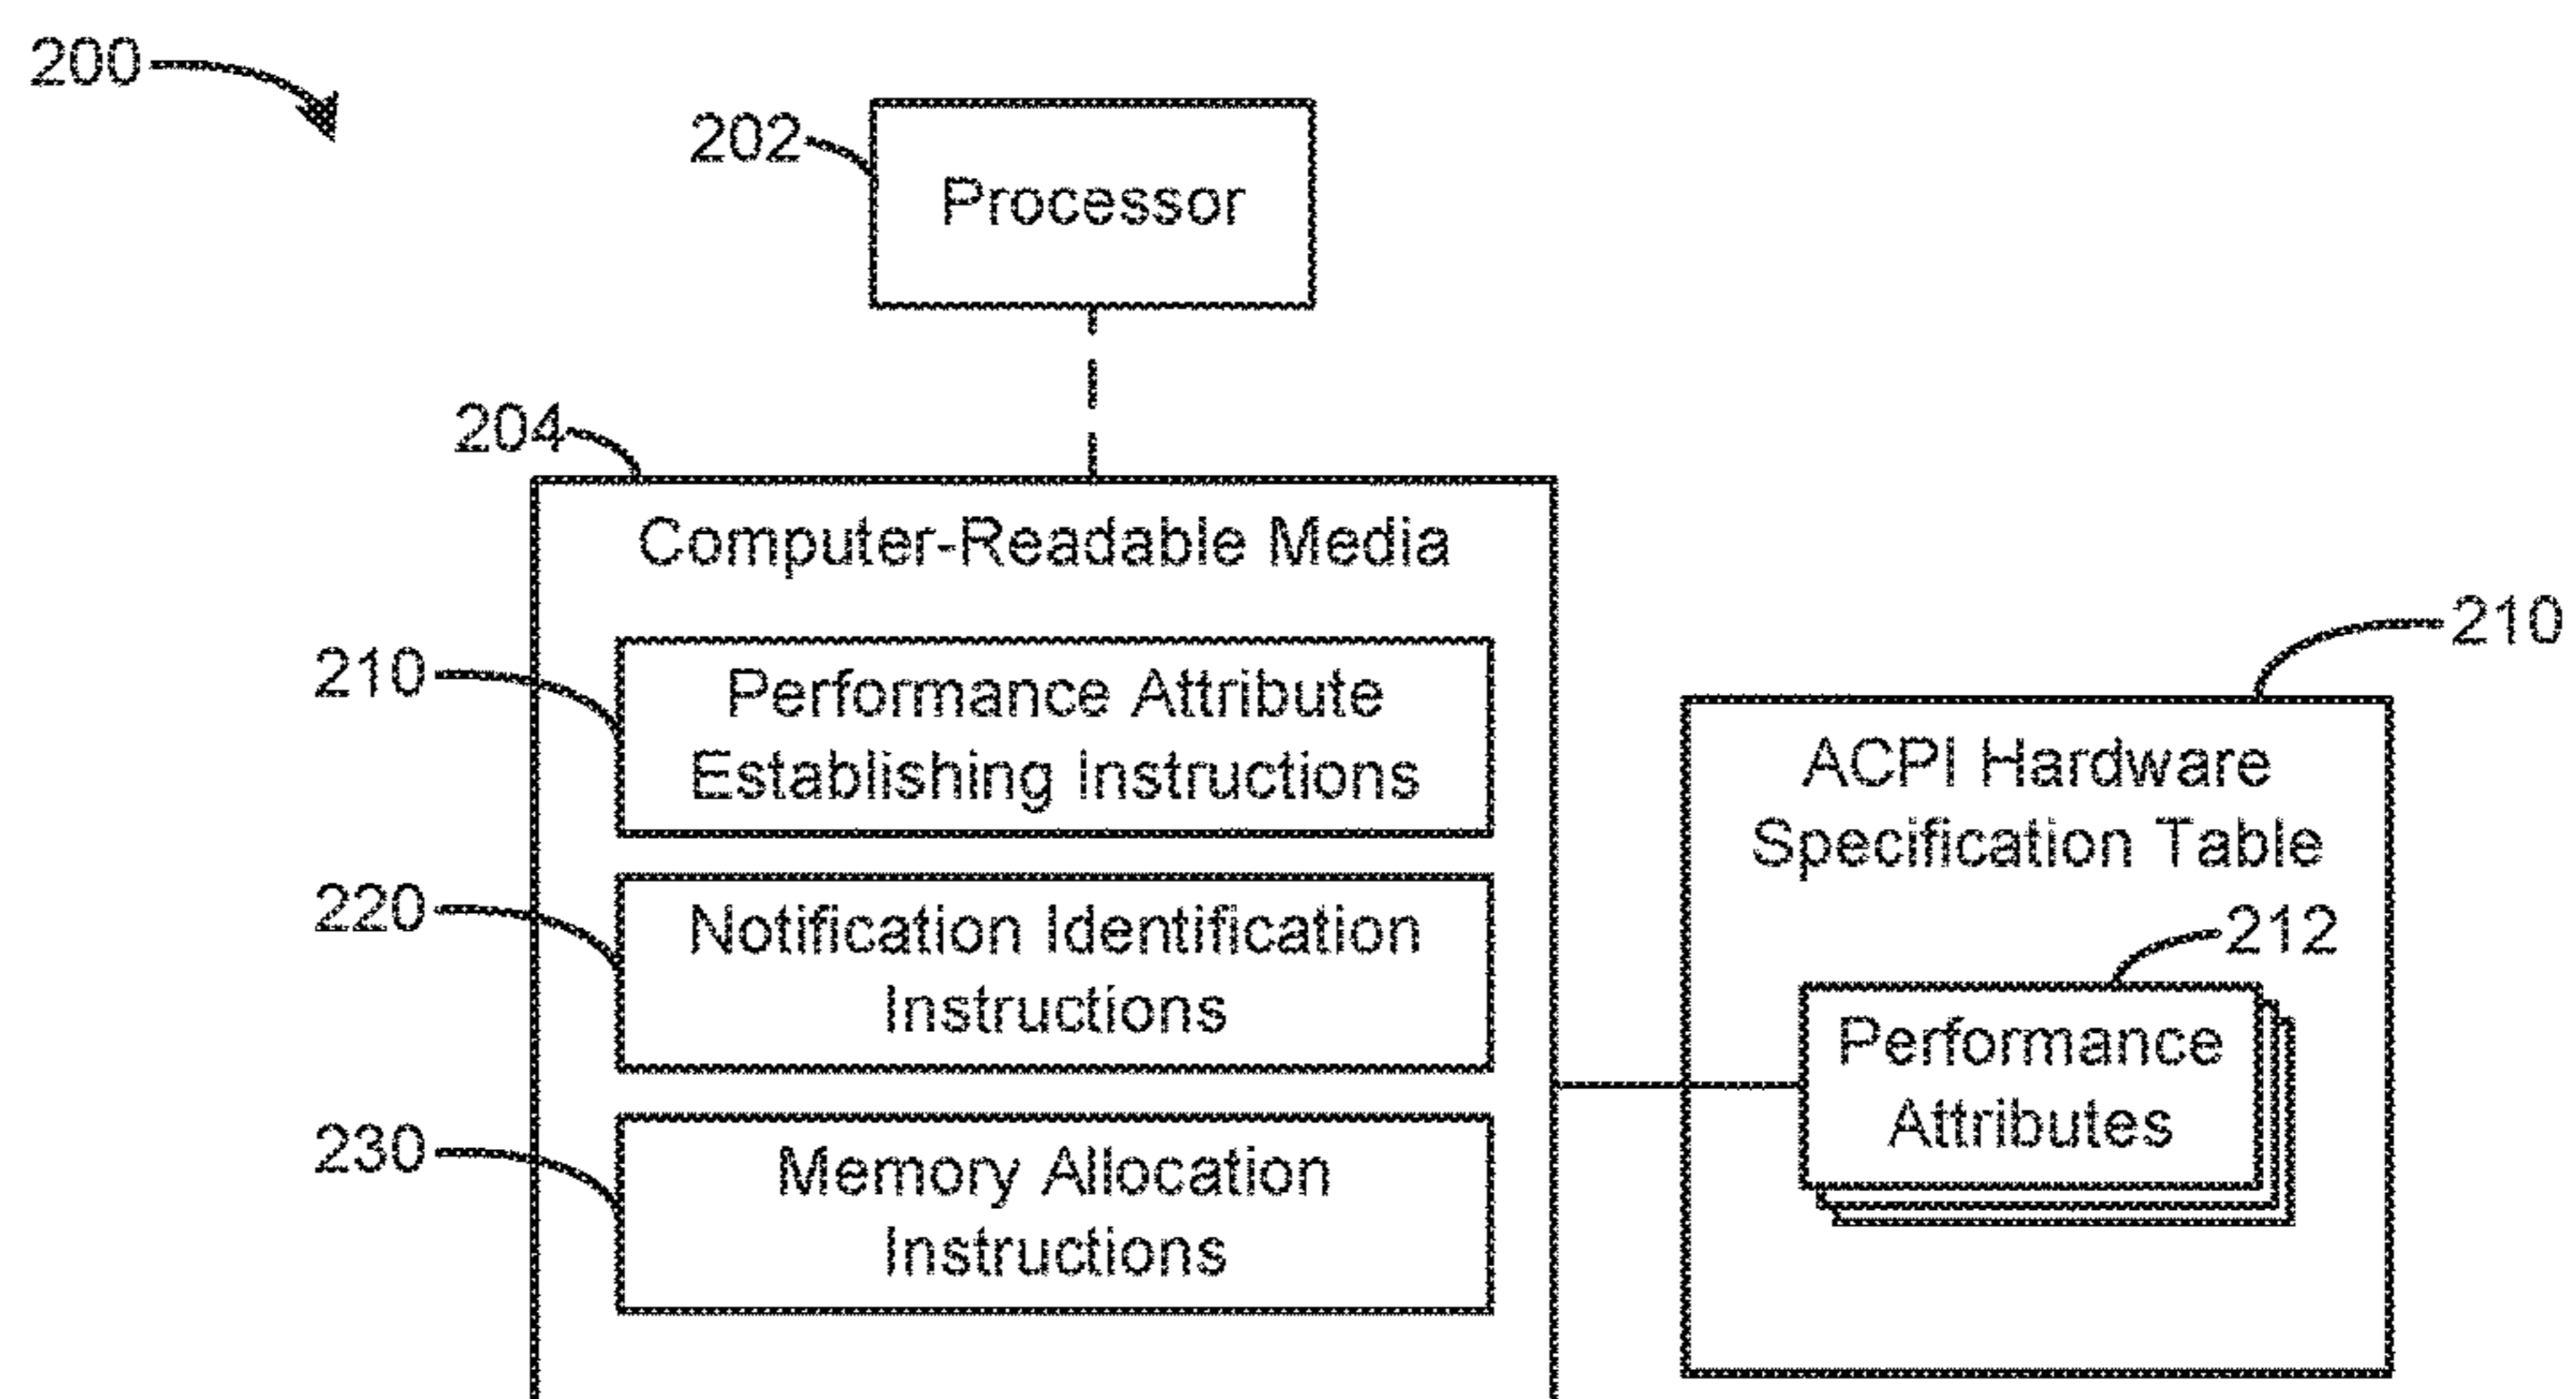 200
202
Processor
204
Computer-Readable Media
210
Performance Attribute
Establishing Instructions
220
Notification Identification
Instructions
230
Memory Allocation
Instructions
210
ACPI Hardware
Specification Table
212
Performance
Attributes